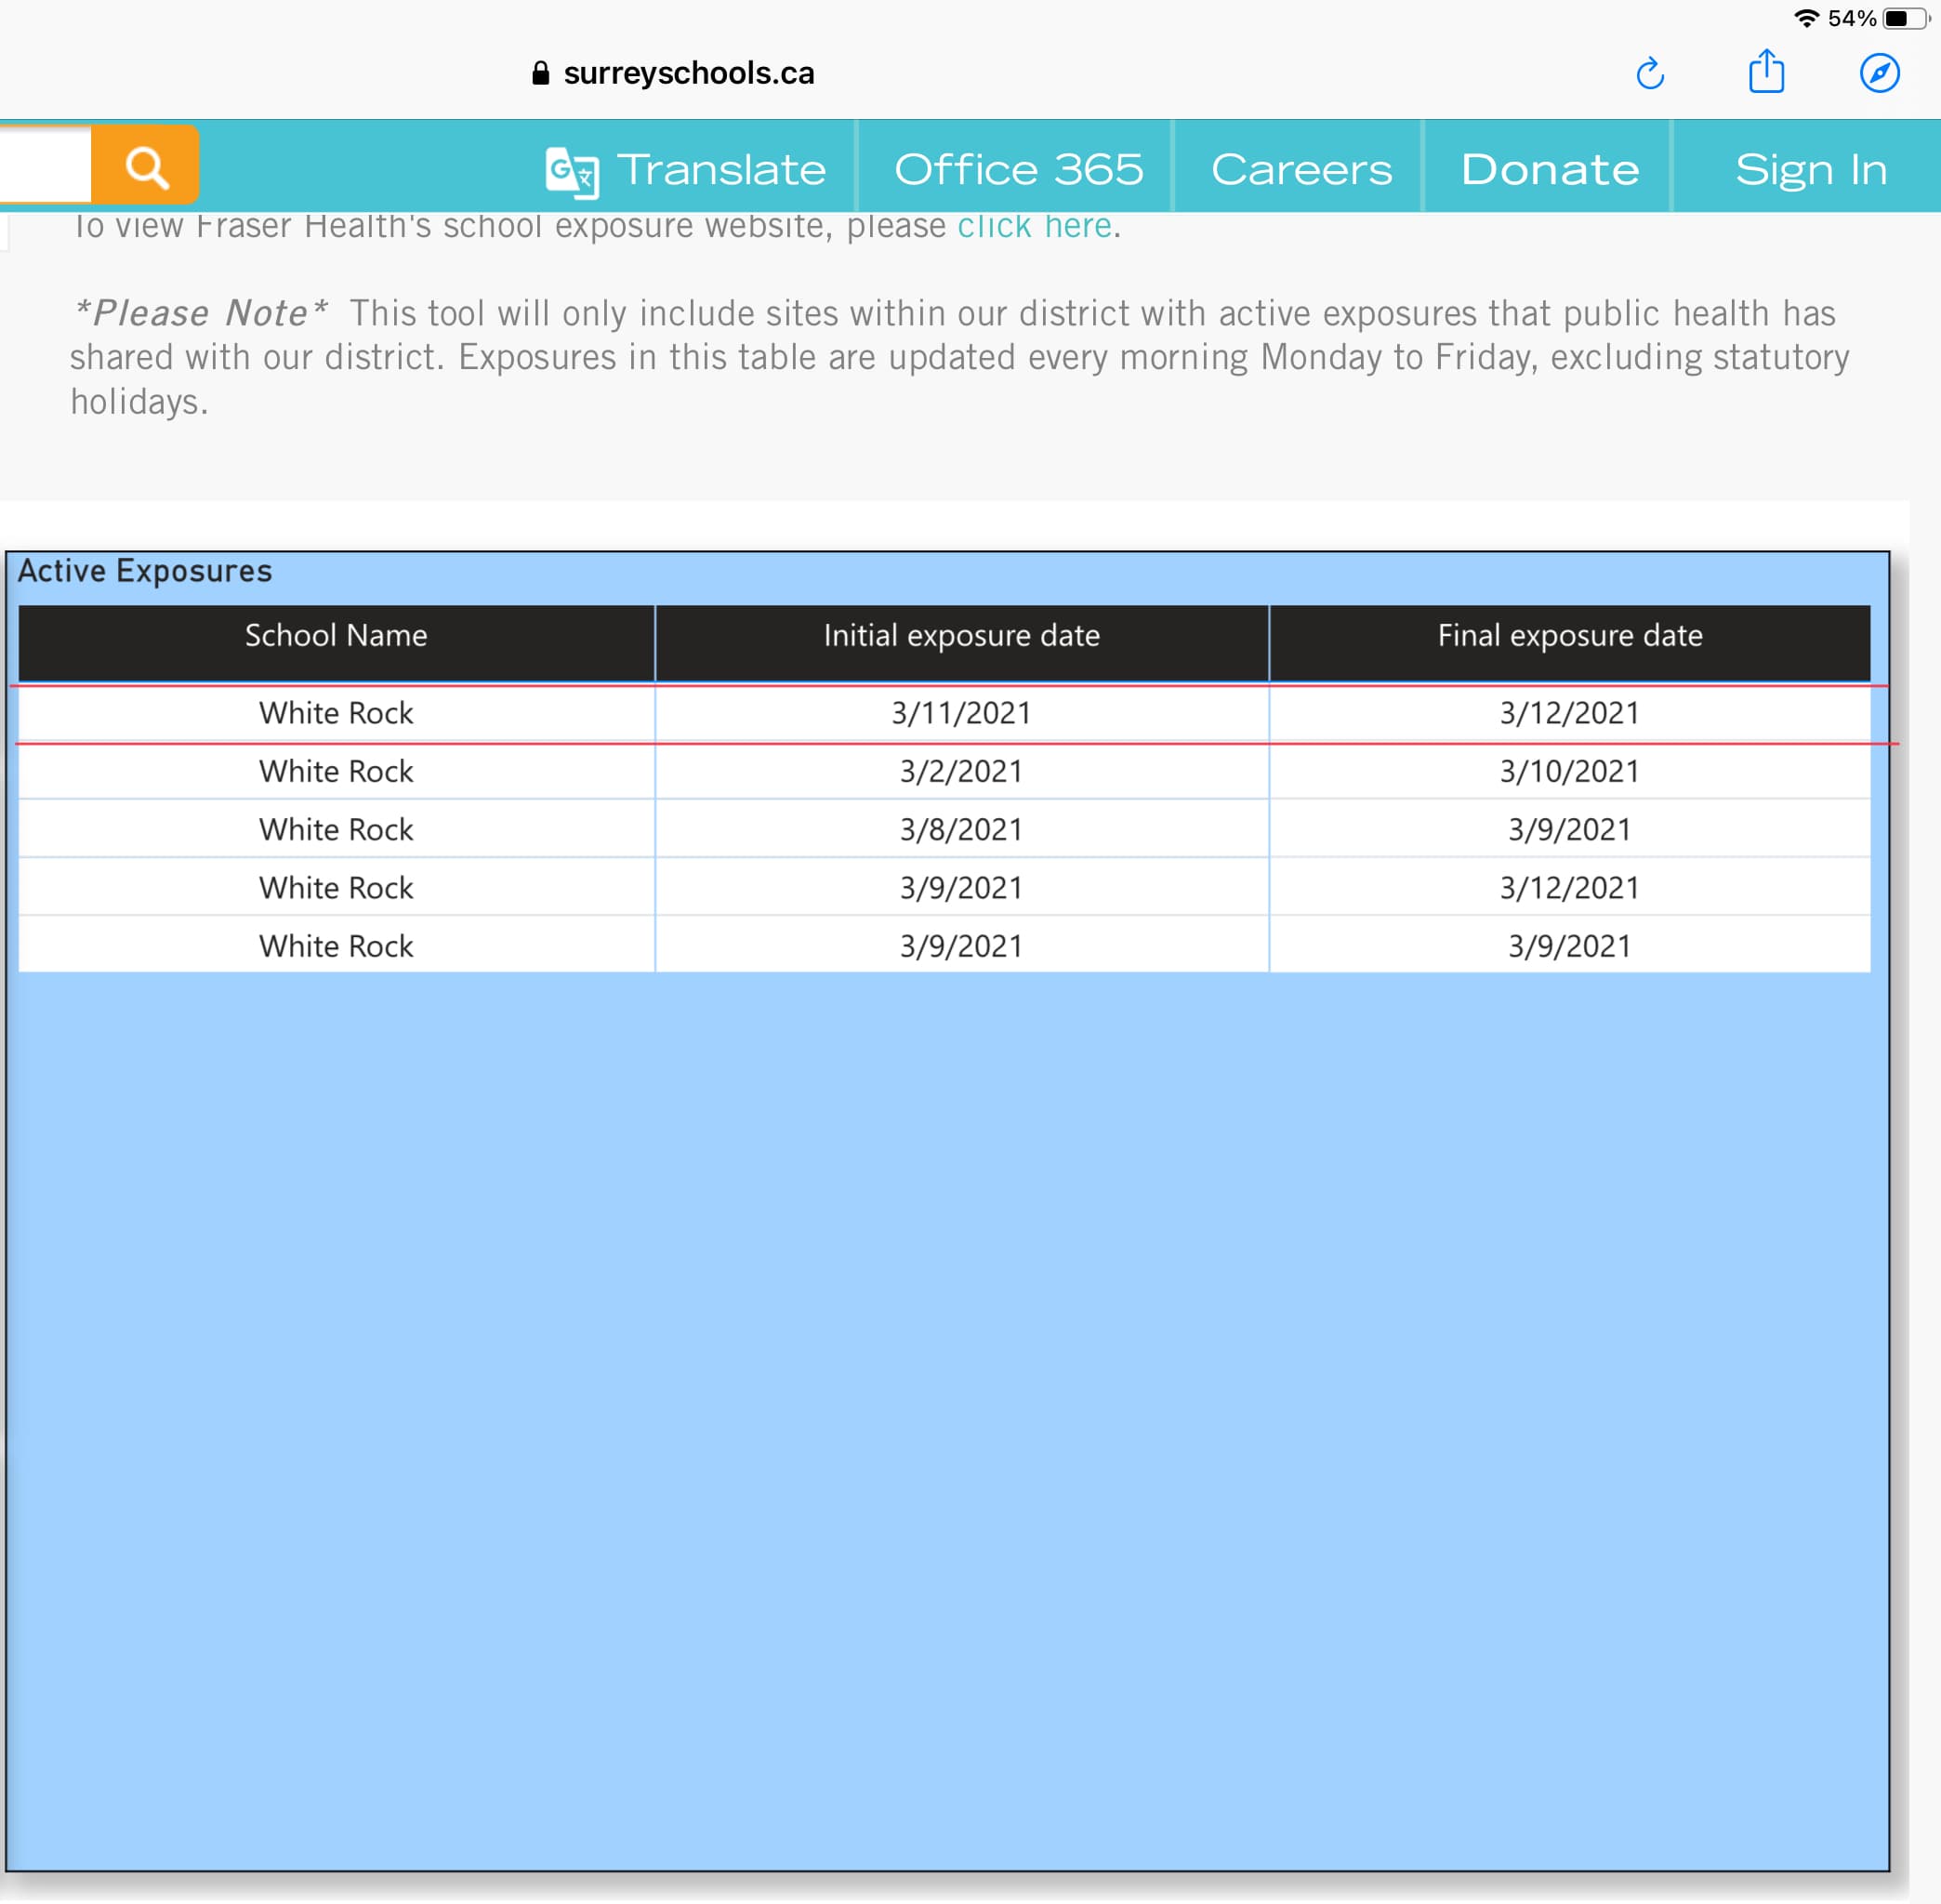 54%
surreyschools.ca
Translate Office 365 Careers Donate Sign In
To view Fraser Health's school exposure website, please click here.
*Please Note* This tool will only include sites within our district with active exposures that public health has
shared with our district. Exposures in this table are updated every morning Monday to Friday, excluding statutory
holidays.
Active Exposures
School Name Initial exposure date Final exposure date
White Rock 3/11/2021 3/12/2021
White Rock 3/2/2021 3/10/2021
White Rock 3/8/2021 3/9/2021
White Rock 3/9/2021 3/12/2021
White Rock 3/9/2021 3/9/2021